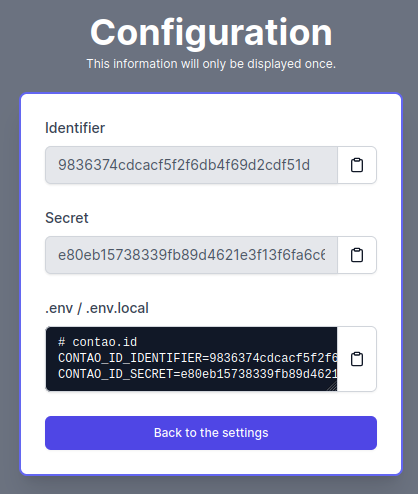 Configuration
This information will only be displayed once.
Identifier
9836374cdcacf5f2f6db4f69d2cdf51d
Secret
e80eb15738339fb89d4621e3f13f6fa6c6
.env / .env.local
# contao.id
CONTAO_ID_IDENTIFIER=9836374cdcacf5f2f6
CONTAO_ID_SECRET=e80eb15738339fb89d4621
Back to the settings